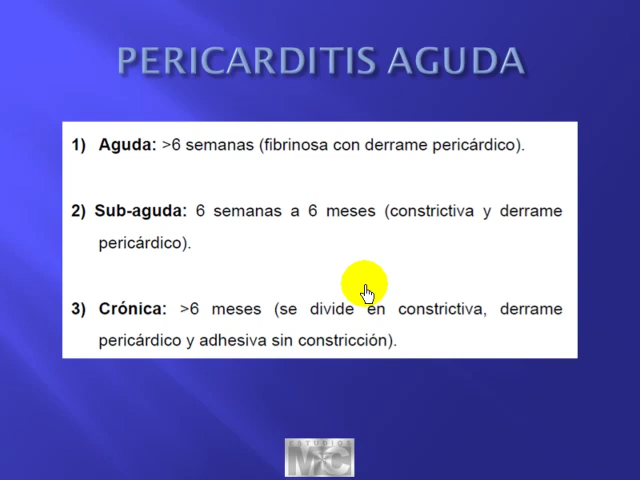 PERICARDITIS AGUDA
1) Aguda: >6 semanas (fibrinosa con derrame pericárdico).
2) Sub-aguda: 6 semanas a 6 meses (constrictiva y derrame
pericárdico).
3) Crónica: >6 meses (se divide en constrictiva, derrame
pericárdico y adhesiva sin constricción).
ESTUDIOS
MC